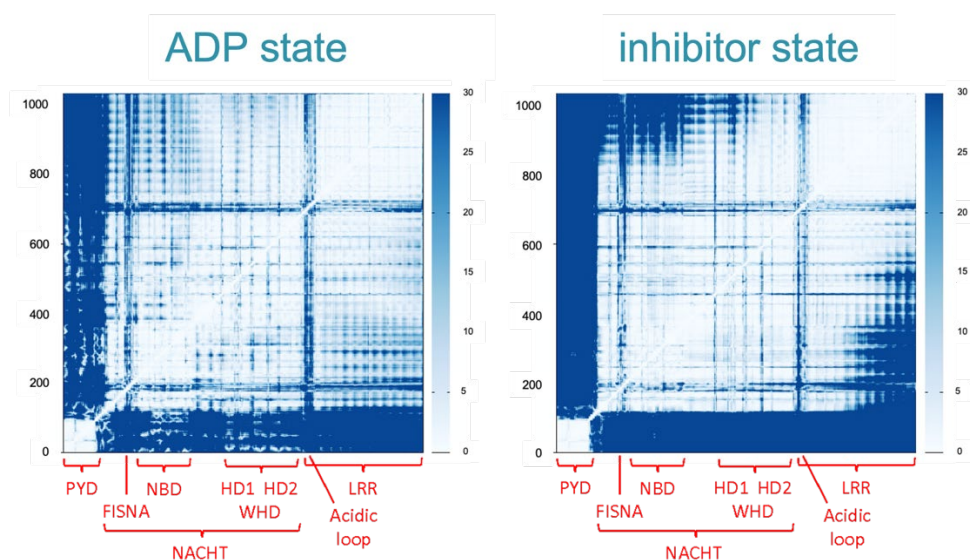 ADP state
inhibitor state
1000
800
600
400
200
0
30
25
20
15
10
5
0
1000
800
600
400
200
0
30
25
20
15
10
5
0
PYD
NBD
HD1 HD2
LRR
FISNA
WHD
Acidic
loop
NACHT
PYD
NBD
HD1 HD2
LRR
FISNA
WHD
Acidic
loop
NACHT